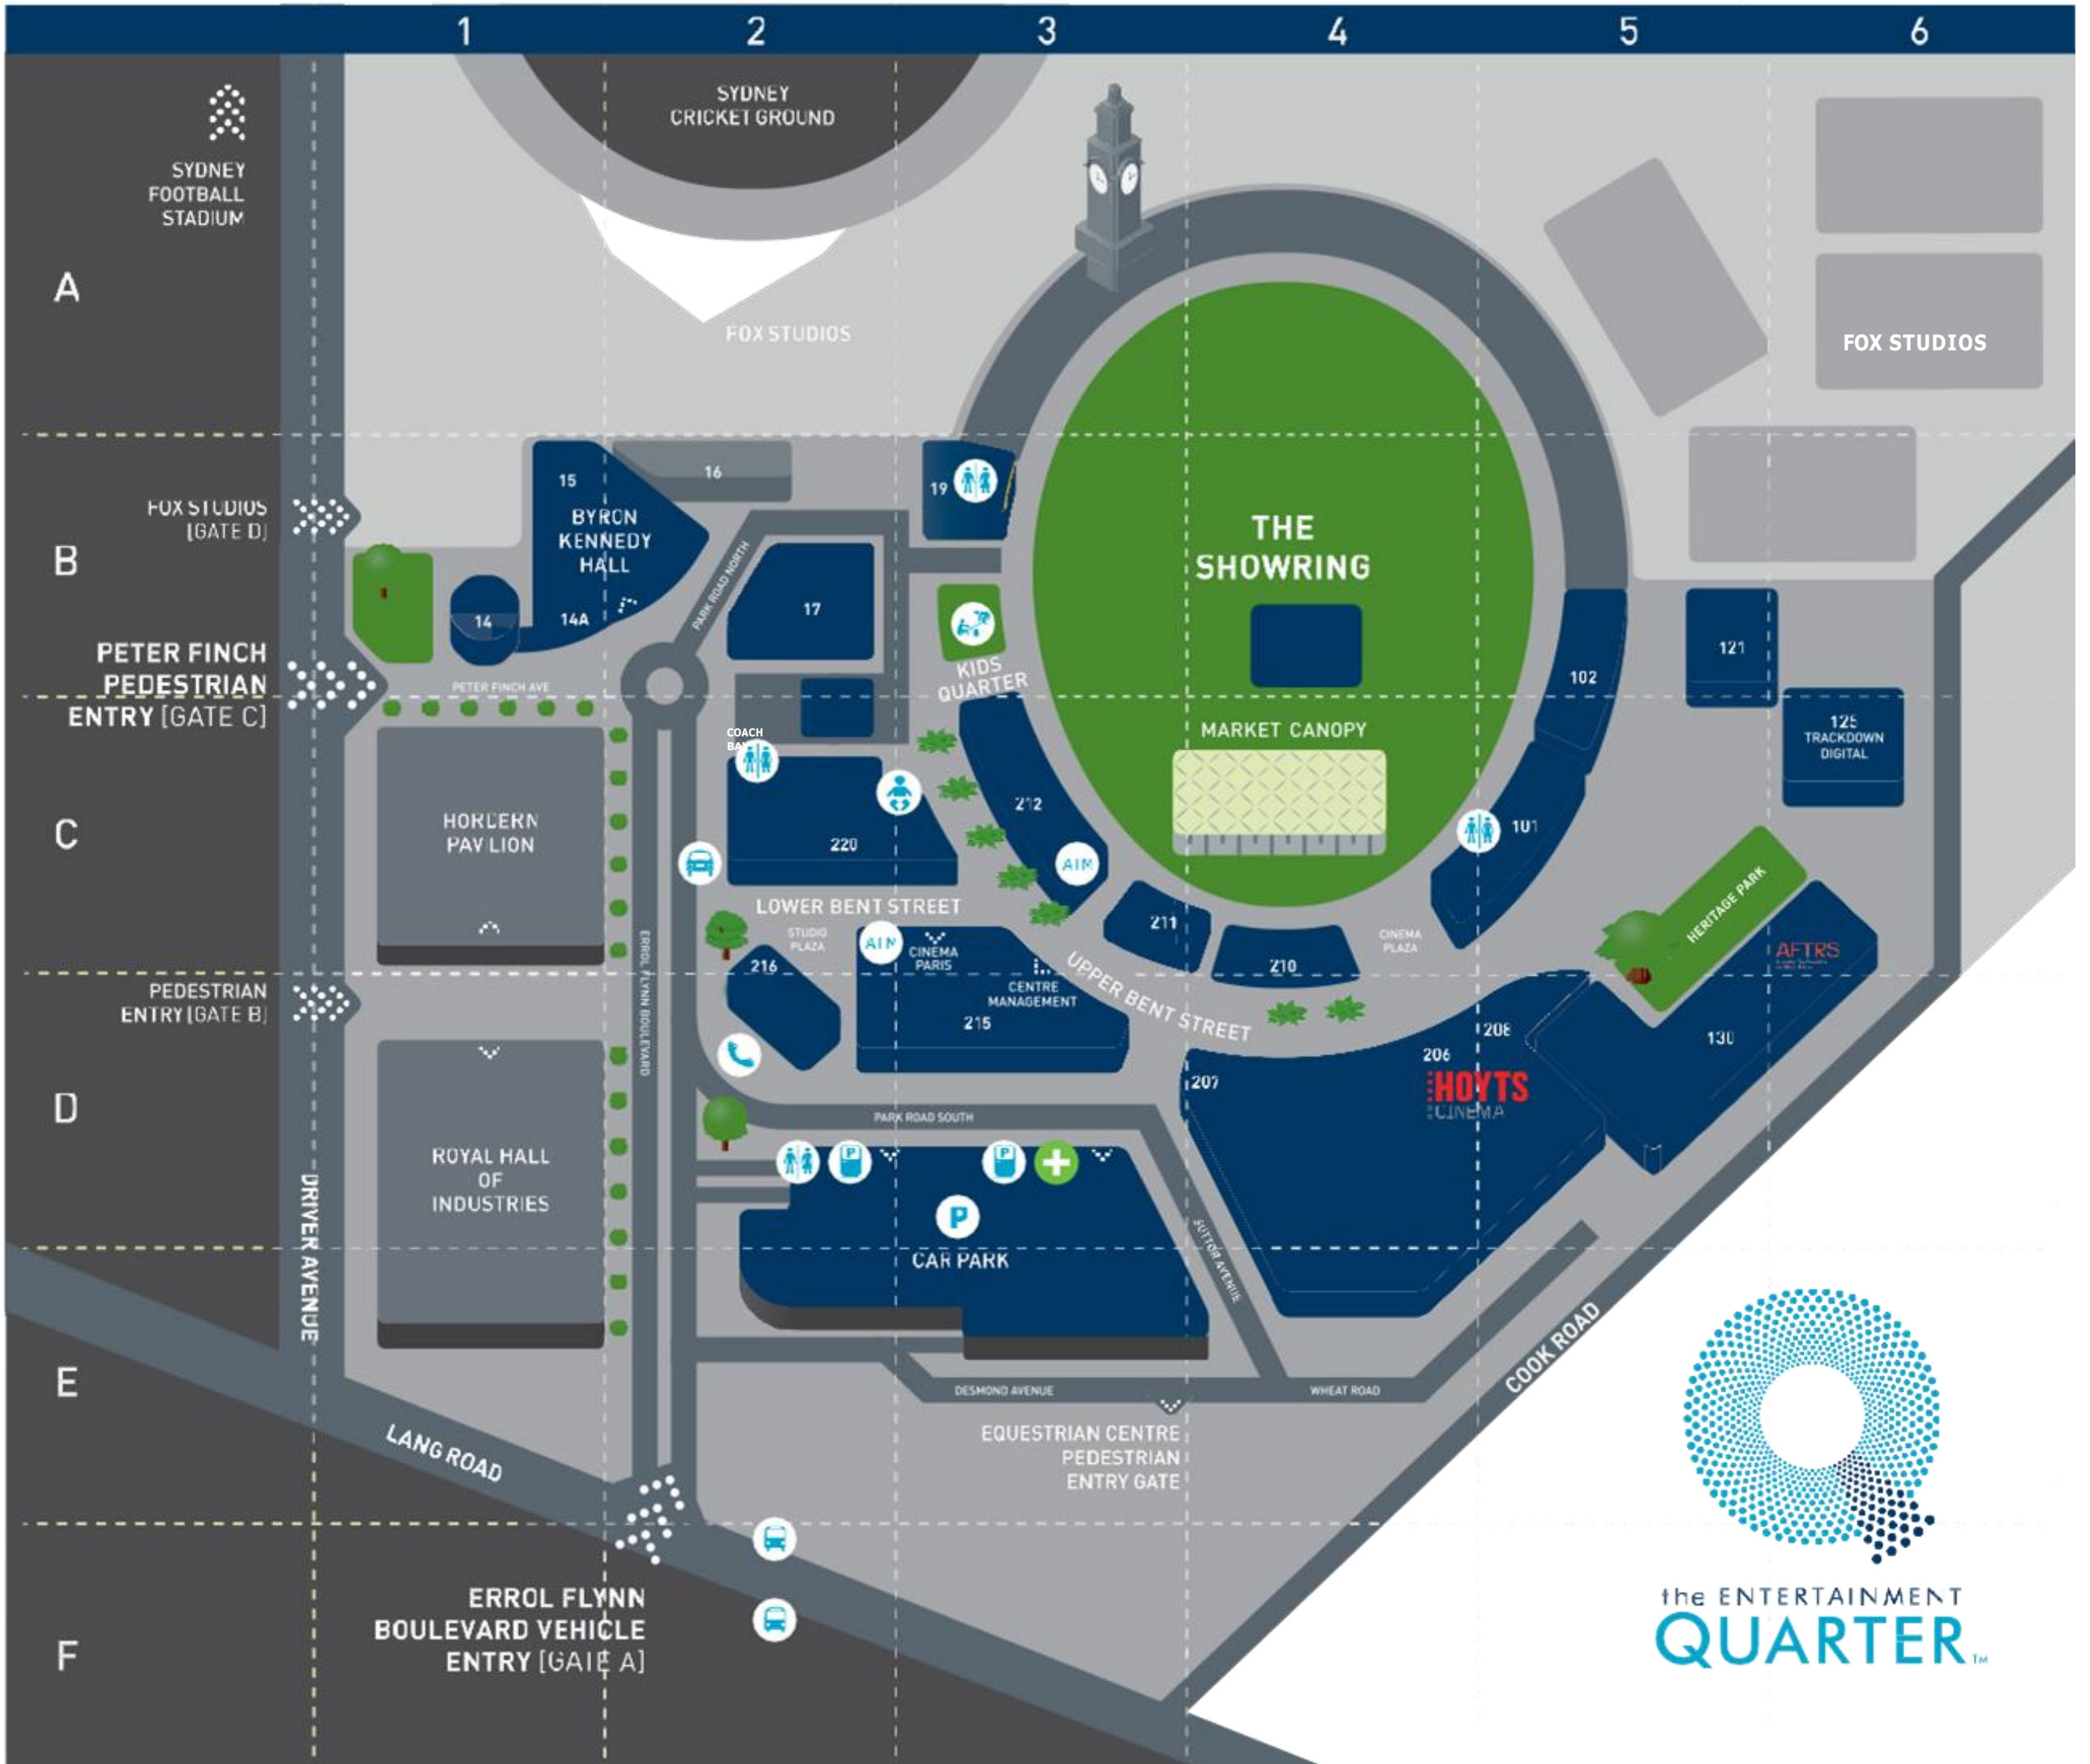 1 2 3 4 5 6
SYDNEY
CRICKET GROUND
SYDNEY
FOOTBALL
STADIUM
A
FOX STUDIOS
FOX STUDIOS
15
16
19
FOX STUDIOS
[GATE D]
BYRON
KENNEDY
HALL
THE
SHOWRING
B
PARK ROAD NORTH
17
14
14A
121
PETER FINCH
PEDESTRIAN
ENTRY [GATE C]
PETER FINCH AVE
KIDS
QUARTER
102
COACH
MARKET CANOPY
125
TRACKDOWN
DIGITAL
212
C
HORDERN
PAVILION
220
101
ATM
LOWER BENT STREET
HERITAGE PARK
STUDIO
PLAZA
211
CINEMA
PLAZA
ATM
CINEMA
PARIS
216
210
AFTRS
PEDESTRIAN
ENTRY [GATE B]
ERROL FLYNN BOULEVARD
CENTRE
MANAGEMENT
UPPER BENT STREET
215
208
130
206
207
HOYTS
CINEMA
D
PARK ROAD SOUTH
ROYAL HALL
OF
INDUSTRIES
P
P
P
CAR PARK
DRIVER AVENUE
SUTTOR AVENUE
COOK ROAD
E
DESMOND AVENUE
WHEAT ROAD
LANG ROAD
EQUESTRIAN CENTRE
PEDESTRIAN
ENTRY GATE
ERROL FLYNN
BOULEVARD VEHICLE
ENTRY [GATE A]
F
the ENTERTAINMENT
QUARTER TM